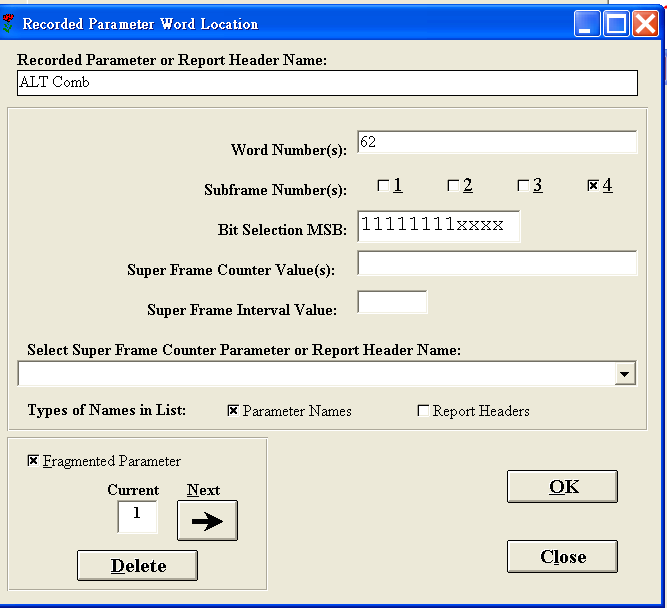 Recorded Parameter Word Location
Recorded Parameter or Report Header Name:
ALT Comb
Word Number(s): 62
Subframe Number(s): 1 2 3 4
Bit Selection MSB: 11111111xxxx
Super Frame Counter Value(s):
Super Frame Interval Value:
Select Super Frame Counter Parameter or Report Header Name:
Types of Names in List: Parameter Names Report Headers
Fragmented Parameter
Current Next
1
OK
Delete
Close